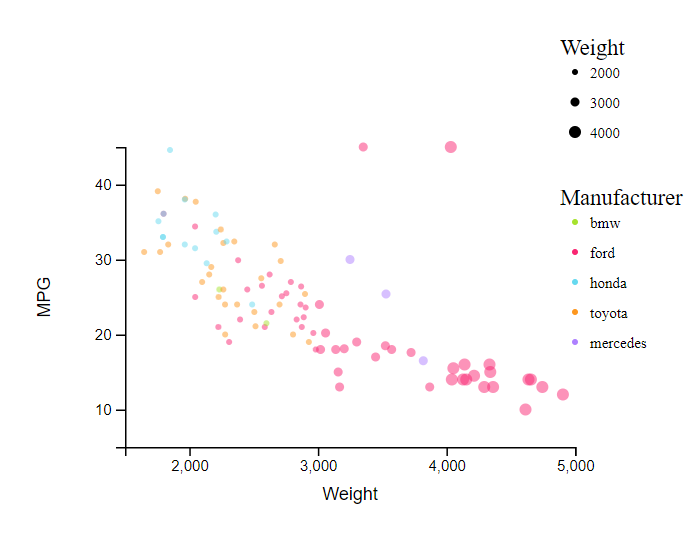 Weight
2000
3000
4000
Manufacturer
bmw
ford
honda
toyota
mercedes
MPG
40
30
20
10
2,000 3,000 4,000 5,000
Weight